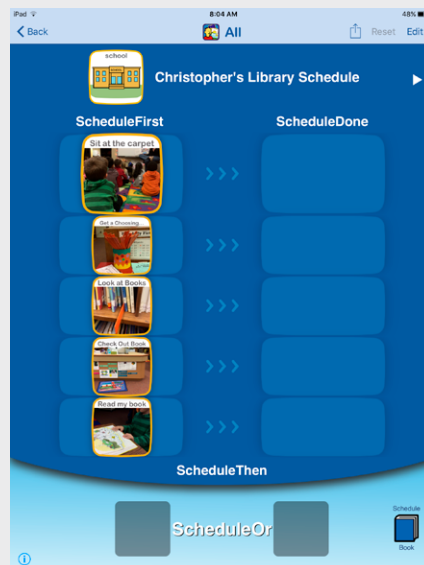 iPad
8:04 AM
48%
Back
All
Reset
Edit
school
Christopher's Library Schedule
ScheduleFirst
ScheduleDone
Sit at the carpet
Get a Choosing...
Look at Books
Check Out Book
Read my book
ScheduleThen
ScheduleOr
Schedule
Book